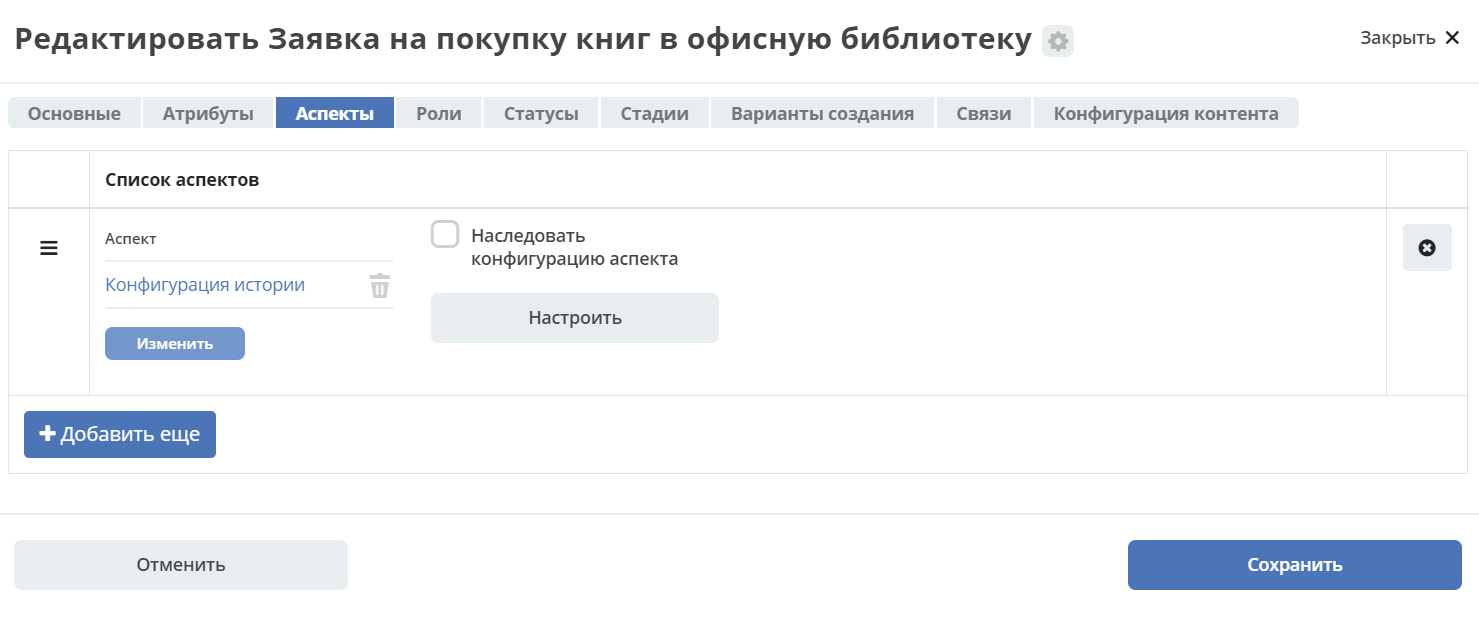 Редактировать Заявка на покупку книг в офисную библиотеку
Закрыть
Основные
Атрибуты
Аспекты
Роли
Статусы
Стадии
Варианты создания
Связи
Конфигурация контента
Список аспектов
Аспект
Конфигурация истории
Изменить
Наследовать
конфигурацию аспекта
Настроить
Добавить еще
Отменить
Сохранить